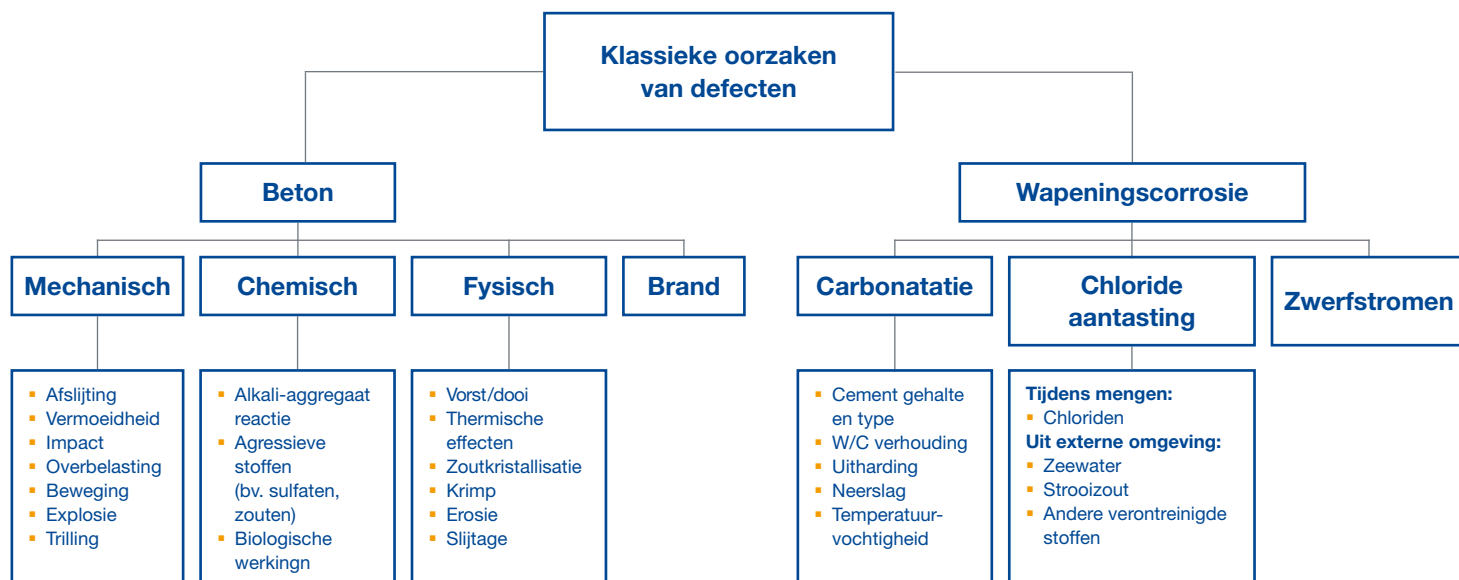 Klassieke oorzaken
van defecten
Beton
Wapeningscorrosie
Mechanisch
Chemisch
Fysisch
Brand
Carbonatatie
Chloride
aantasting
Zwerfstromen
▪ Afslijting
▪ Vermoeidheid
▪ Impact
▪ Overbelasting
▪ Beweging
▪ Explosie
▪ Trilling
▪ Alkali-aggregaat
reactie
▪ Agressieve
stoffen
(bv. sulfaten,
zouten)
▪ Biologische
werkingn
▪ Vorst/dooi
▪ Thermische
effecten
▪ Zoutkristallisatie
▪ Krimp
▪ Erosie
▪ Slijtage
▪ Cement gehalte
en type
▪ W/C verhouding
▪ Uitharding
▪ Neerslag
▪ Temperatuur-
vochtigheid
Tijdens mengen:
▪ Chloriden
Uit externe omgeving:
▪ Zeewater
▪ Strooizout
▪ Andere verontreinigde
stoffen